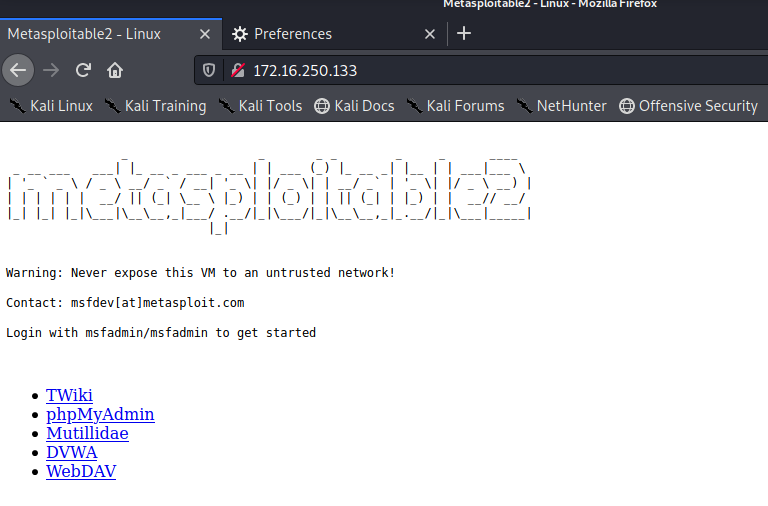 Metasploitable2 - Linux - Mozilla Firefox
Metasploitable2 - Linux
Preferences
172.16.250.133
Kali Linux Kali Training Kali Tools Kali Docs Kali Forums NetHunter Offensive Security
metasploitable2
Warning: Never expose this VM to an untrusted network!
Contact: msfdev[at]metasploit.com
Login with msfadmin/msfadmin to get started
TWiki
phpMyAdmin
Mutillidae
DVWA
WebDAV